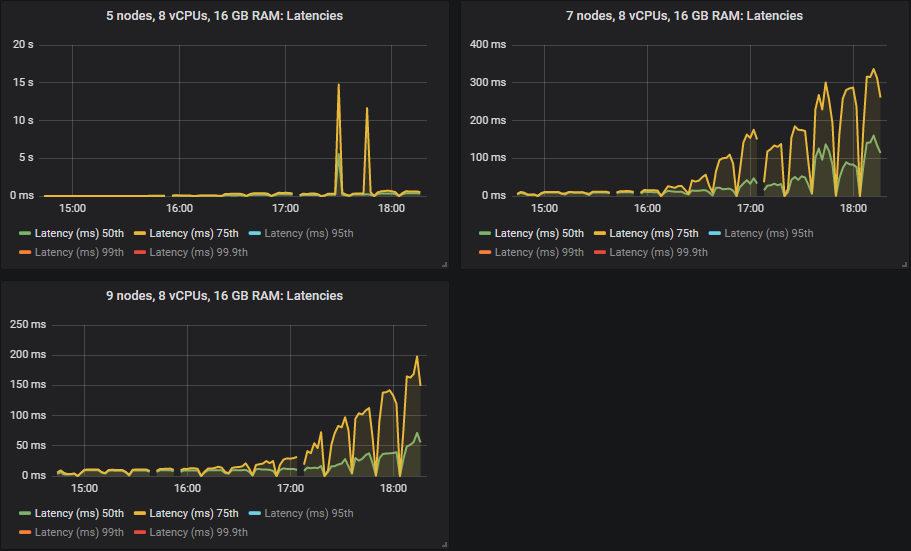 5 nodes, 8 vCPUs, 16 GB RAM: Latencies
20 s
15 s
10 s
5 s
0 ms
15:00 16:00 17:00 18:00
Latency (ms) 50th Latency (ms) 75th Latency (ms) 95th
Latency (ms) 99th Latency (ms) 99.9th
7 nodes, 8 vCPUs, 16 GB RAM: Latencies
400 ms
300 ms
200 ms
100 ms
0 ms
15:00 16:00 17:00 18:00
Latency (ms) 50th Latency (ms) 75th Latency (ms) 95th
Latency (ms) 99th Latency (ms) 99.9th
9 nodes, 8 vCPUs, 16 GB RAM: Latencies
250 ms
200 ms
150 ms
100 ms
50 ms
0 ms
15:00 16:00 17:00 18:00
Latency (ms) 50th Latency (ms) 75th Latency (ms) 95th
Latency (ms) 99th Latency (ms) 99.9th